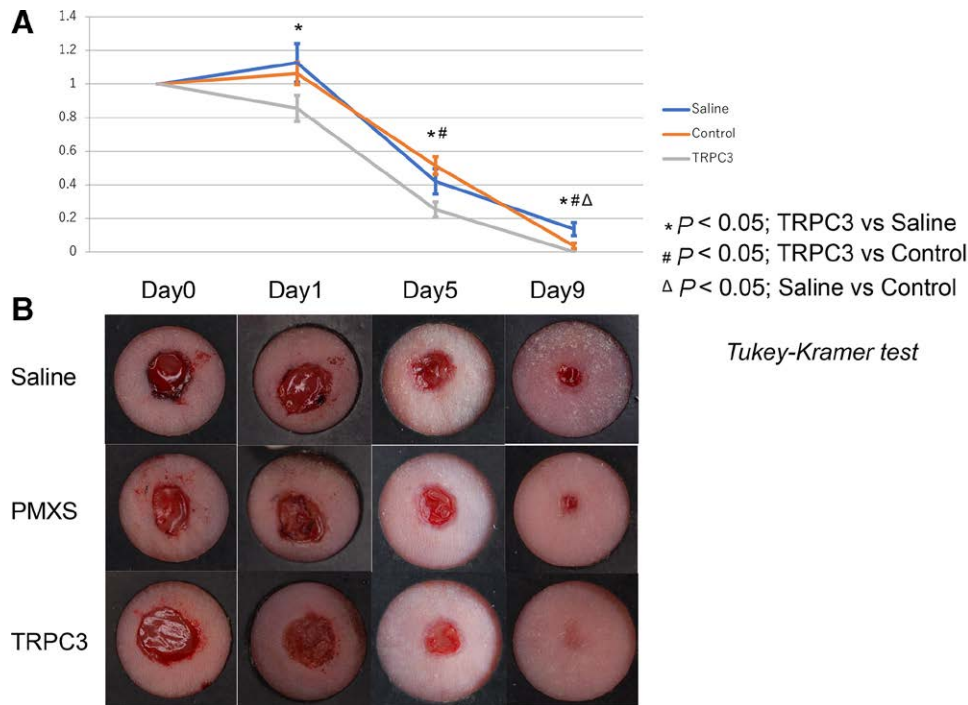 A
1.4
1.2
1
0.8
0.6
0.4
0.2
0
*
*#
*#Δ
Saline
Control
TRPC3
* P < 0.05; TRPC3 vs Saline
# P < 0.05; TRPC3 vs Control
Δ P < 0.05; Saline vs Control
Tukey-Kramer test
Day0 Day1 Day5 Day9
B
Saline
PMXS
TRPC3